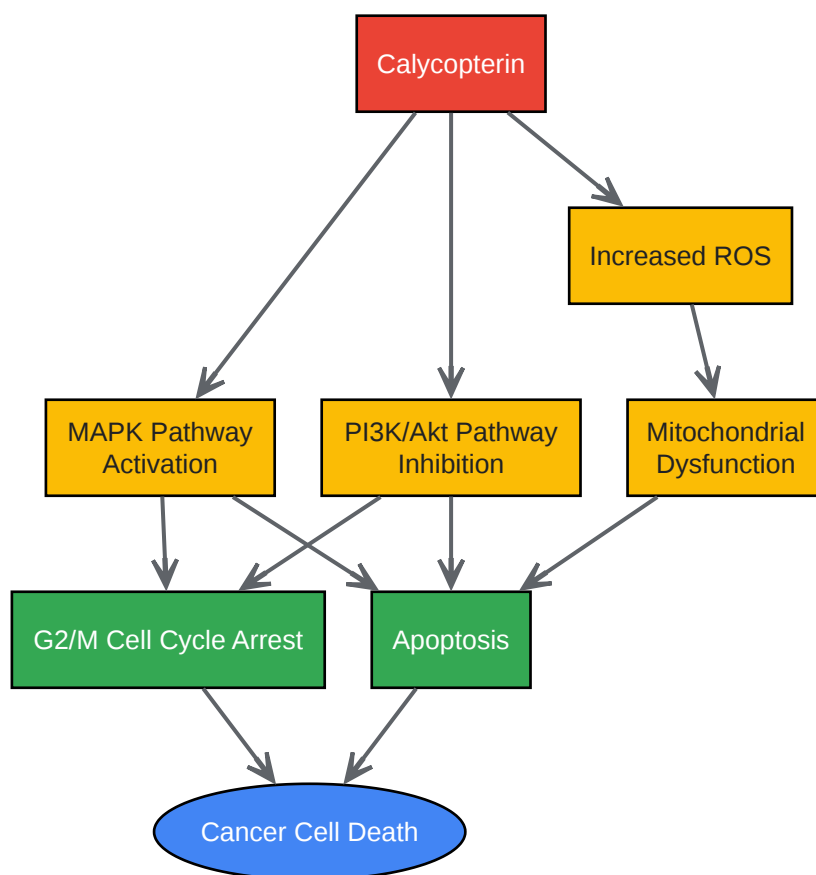 Calycopterin
Increased ROS
MAPK Pathway
Activation
PI3K/Akt Pathway
Inhibition
Mitochondrial
Dysfunction
G2/M Cell Cycle Arrest
Apoptosis
Cancer Cell Death